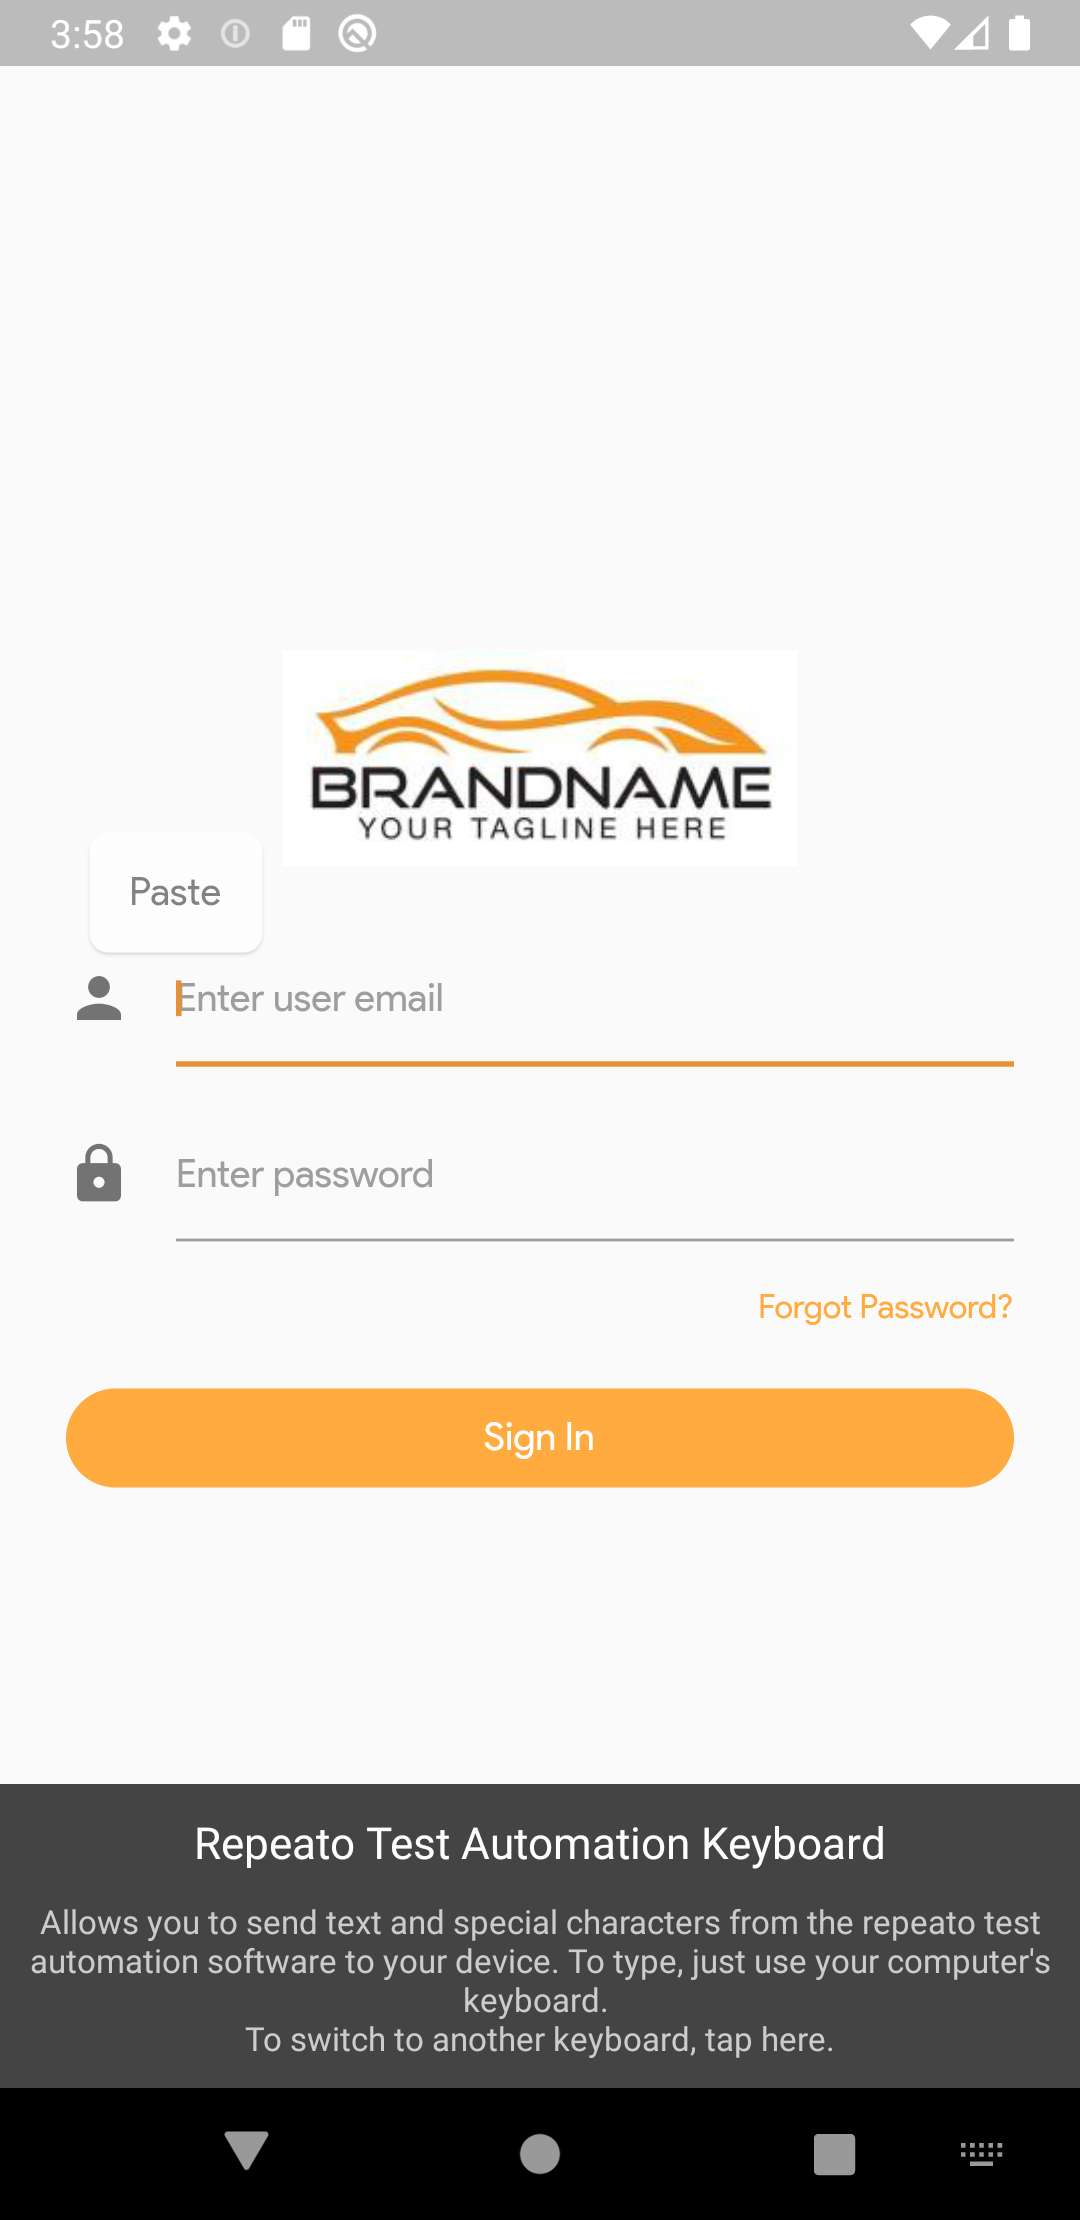 3:58
BRANDNAME
YOUR TAGLINE HERE
Paste
Enter user email
Enter password
Forgot Password?
Sign In
Repeato Test Automation Keyboard
Allows you to send text and special characters from the repeato test
automation software to your device. To type, just use your computer's
keyboard.
To switch to another keyboard, tap here.